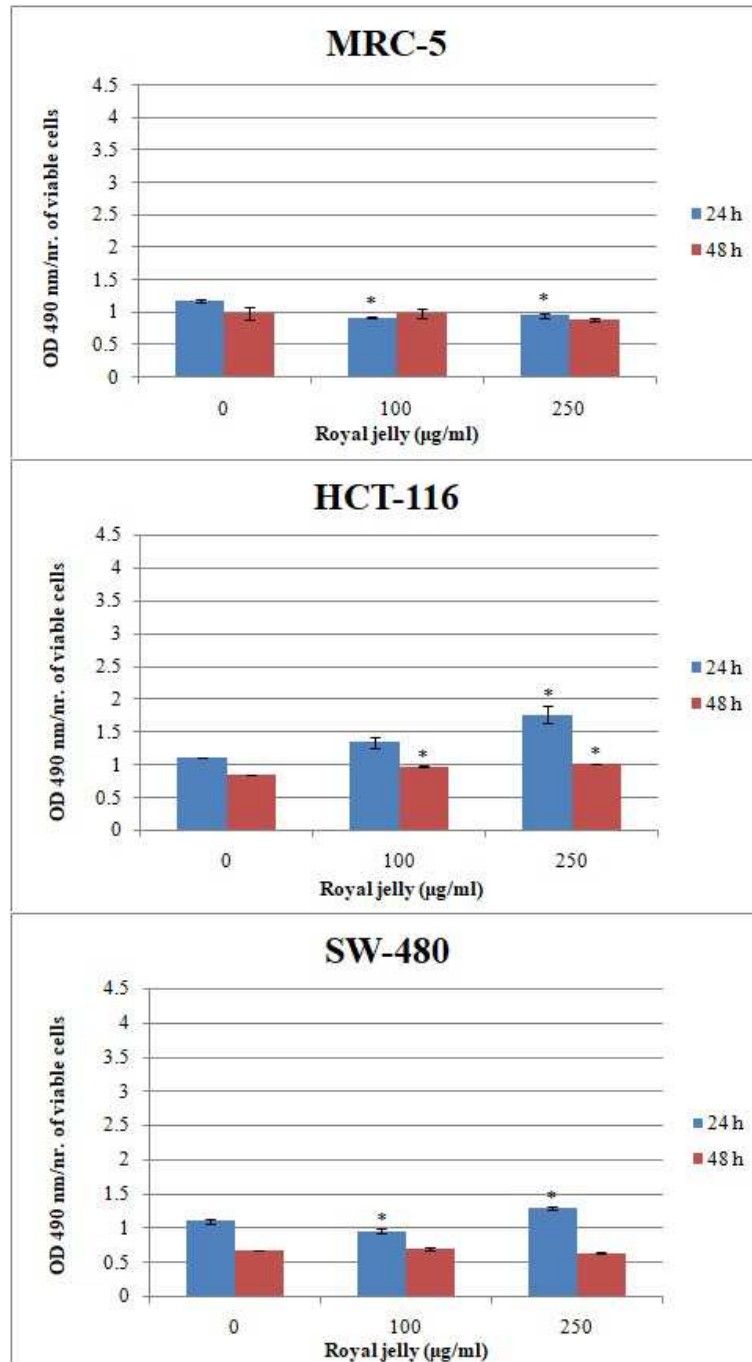 MRC-5
OD 490 nm/nr. of viable cells
4.5
4
3.5
3
2.5
2
1.5
1
0.5
0
* *
0 100 250
Royal jelly (µg/ml)
24 h
48 h
HCT-116
OD 490 nm/nr. of viable cells
4.5
4
3.5
3
2.5
2
1.5
1
0.5
0
* * *
0 100 250
Royal jelly (µg/ml)
24 h
48 h
SW-480
OD 490 nm/nr. of viable cells
4.5
4
3.5
3
2.5
2
1.5
1
0.5
0
* *
0 100 250
Royal jelly (µg/ml)
24 h
48 h